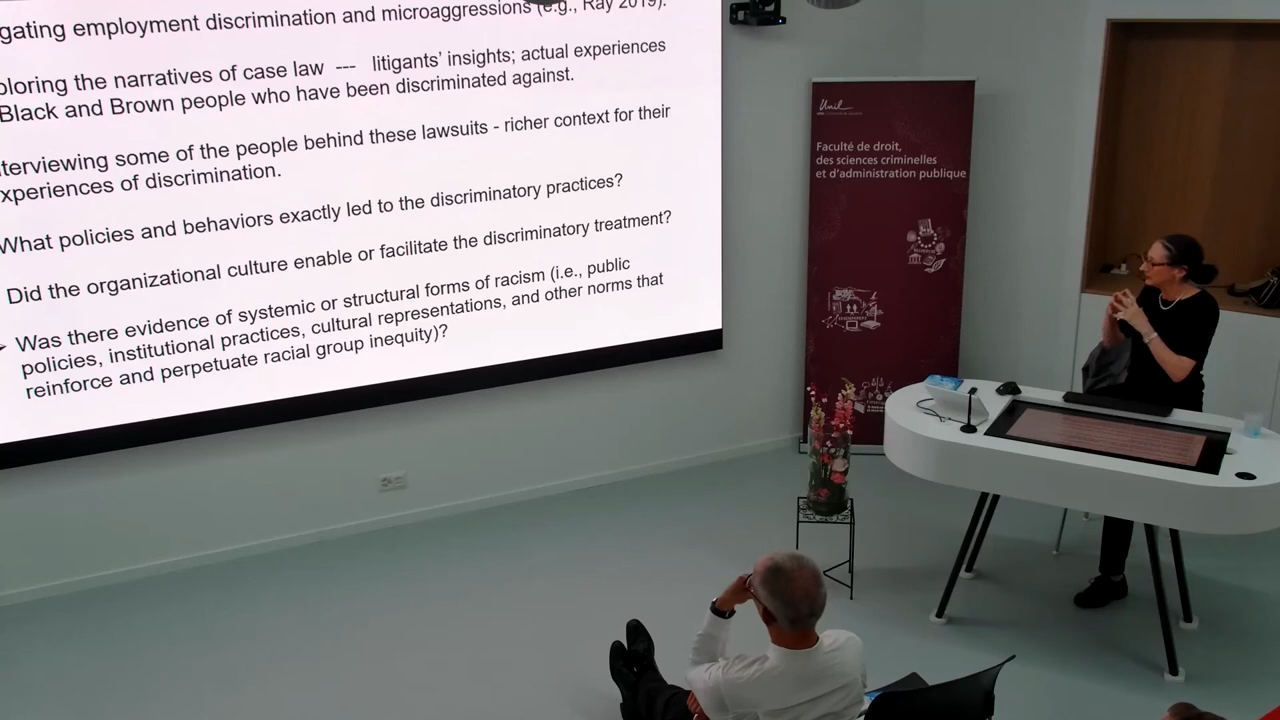 gating employment discrimination and microaggressions (e.g., Ray 2019).
ploring the narratives of case law --- litigants' insights; actual experiences
Black and Brown people who have been discriminated against.
terviewing some of the people behind these lawsuits - richer context for their
xperiences of discrimination.
What policies and behaviors exactly led to the discriminatory practices?
Did the organizational culture enable or facilitate the discriminatory treatment?
➢ Was there evidence of systemic or structural forms of racism (i.e., public
policies, institutional practices, cultural representations, and other norms that
reinforce and perpetuate racial group inequity)?
Unil
Faculté de droit,
des sciences criminelles
et d'administration publique